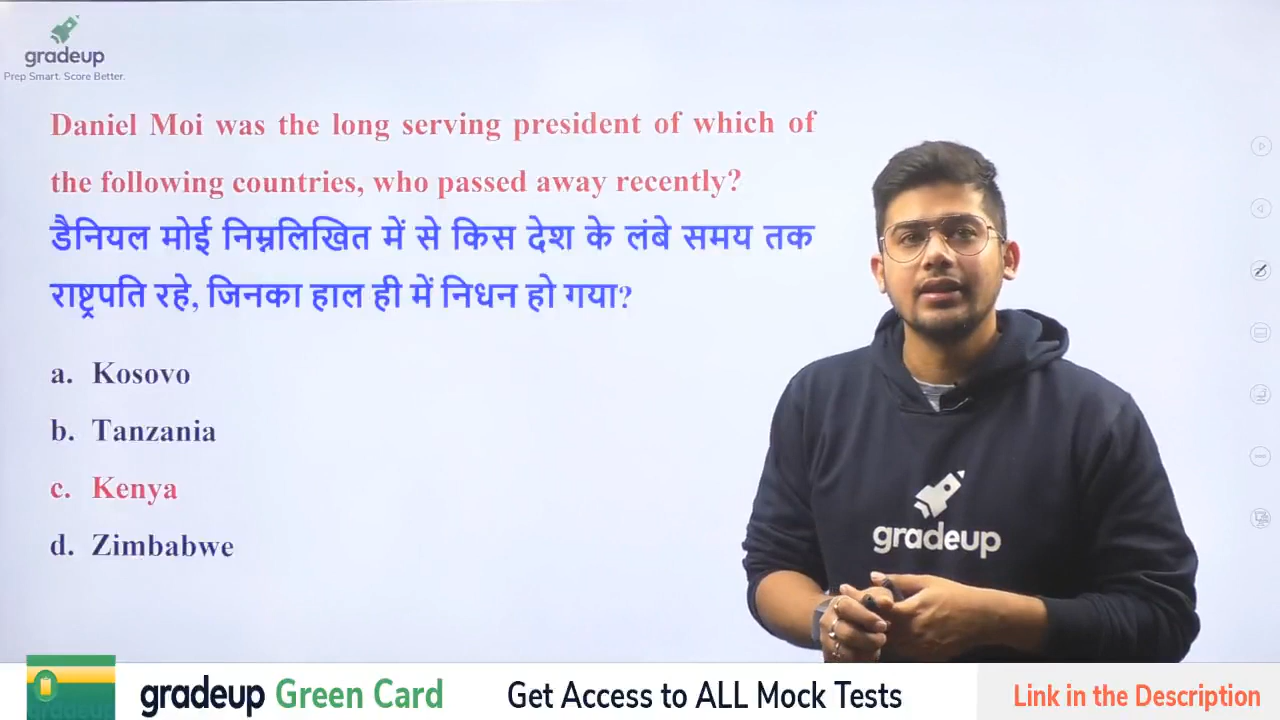 gradeup
Prep Smart. Score Better.
Daniel Moi was the long serving president of which of
the following countries, who passed away recently?
डैनियल मोई निम्नलिखित में से किस देश के लंबे समय तक
राष्ट्रपति रहे, जिनका हाल ही में निधन हो गया?
a. Kosovo
b. Tanzania
c. Kenya
d. Zimbabwe
gradeup
gradeup Green Card
Get Access to ALL Mock Tests
Link in the Description